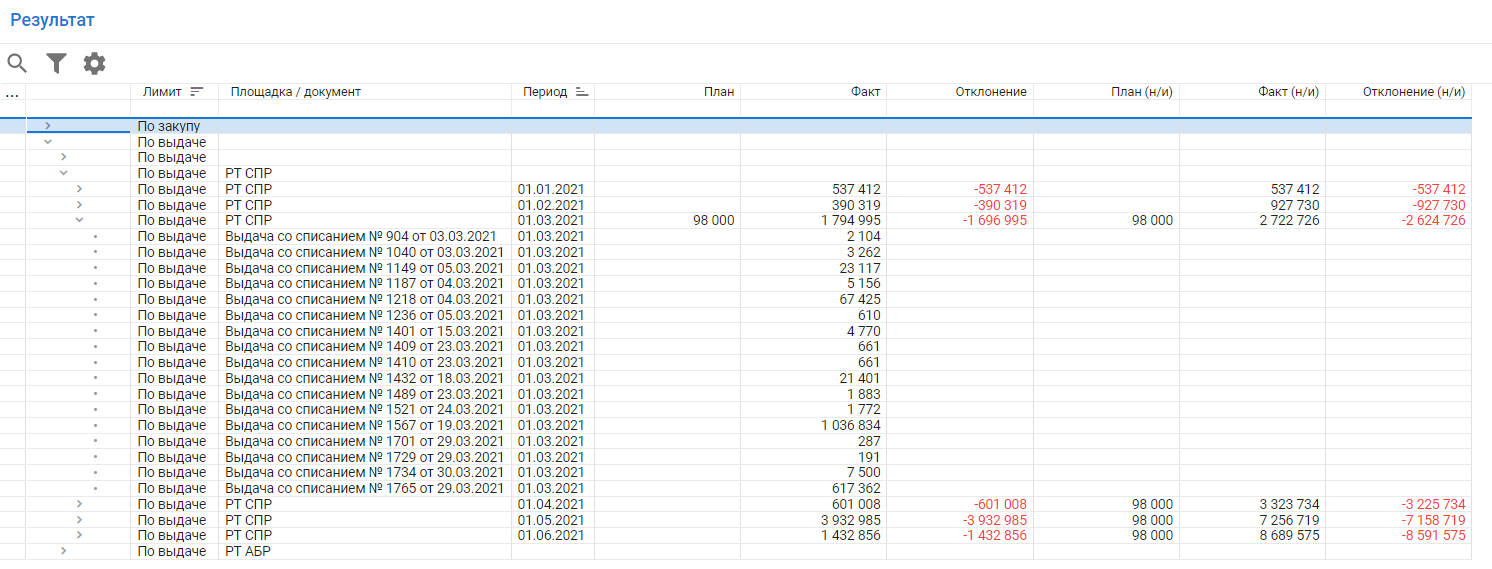 Результат
... Лимит Площадка / документ Период План Факт Отклонение План (н/и) Факт (н/и) Отклонение (н/и)
По закупу
По выдаче
По выдаче
По выдаче РТ СПР
По выдаче РТ СПР 01.01.2021 537 412 -537 412 537 412 -537 412
По выдаче РТ СПР 01.02.2021 390 319 -390 319 927 730 -927 730
По выдаче РТ СПР 01.03.2021 98 000 1 794 995 -1 696 995 98 000 2 722 726 -2 624 726
По выдаче Выдача со списанием № 904 от 03.03.2021 01.03.2021 2 104
По выдаче Выдача со списанием № 1040 от 03.03.2021 01.03.2021 3 262
По выдаче Выдача со списанием № 1149 от 05.03.2021 01.03.2021 23 117
По выдаче Выдача со списанием № 1187 от 04.03.2021 01.03.2021 5 156
По выдаче Выдача со списанием № 1218 от 04.03.2021 01.03.2021 67 425
По выдаче Выдача со списанием № 1236 от 05.03.2021 01.03.2021 610
По выдаче Выдача со списанием № 1401 от 15.03.2021 01.03.2021 4 770
По выдаче Выдача со списанием № 1409 от 23.03.2021 01.03.2021 661
По выдаче Выдача со списанием № 1410 от 23.03.2021 01.03.2021 661
По выдаче Выдача со списанием № 1432 от 18.03.2021 01.03.2021 21 401
По выдаче Выдача со списанием № 1489 от 23.03.2021 01.03.2021 1 883
По выдаче Выдача со списанием № 1521 от 24.03.2021 01.03.2021 1 772
По выдаче Выдача со списанием № 1567 от 19.03.2021 01.03.2021 1 036 834
По выдаче Выдача со списанием № 1701 от 29.03.2021 01.03.2021 287
По выдаче Выдача со списанием № 1729 от 29.03.2021 01.03.2021 191
По выдаче Выдача со списанием № 1734 от 30.03.2021 01.03.2021 7 500
По выдаче Выдача со списанием № 1765 от 29.03.2021 01.03.2021 617 362
По выдаче РТ СПР 01.04.2021 601 008 -601 008 98 000 3 323 734 -3 225 734
По выдаче РТ СПР 01.05.2021 3 932 985 -3 932 985 98 000 7 256 719 -7 158 719
По выдаче РТ СПР 01.06.2021 1 432 856 -1 432 856 98 000 8 689 575 -8 591 575
По выдаче РТ АБР